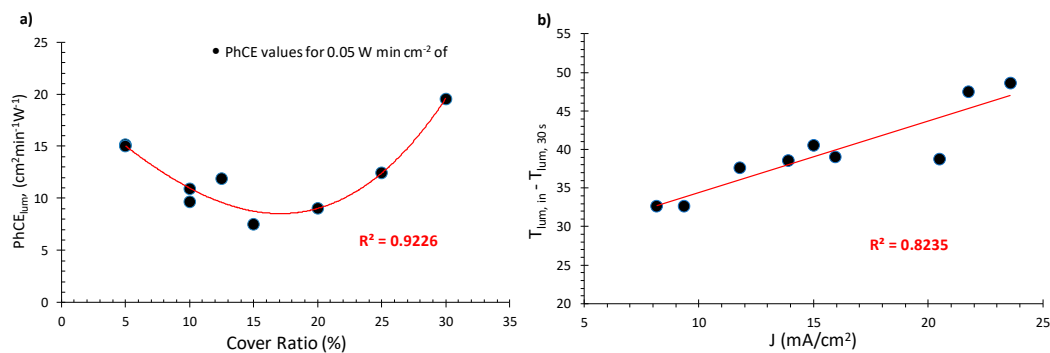 a)
PhCE values for 0.05 W min cm⁻² of
25
20
15
10
5
0
0 5 10 15 20 25 30 35
PhCE_lum, (cm²min⁻¹W⁻¹)
Cover Ratio (%)
R² = 0.9226
b)
50
45
40
35
30
25
20
5 10 15 20 25
T_lum, in - T_lum, 30 s
J (mA/cm²)
R² = 0.8235